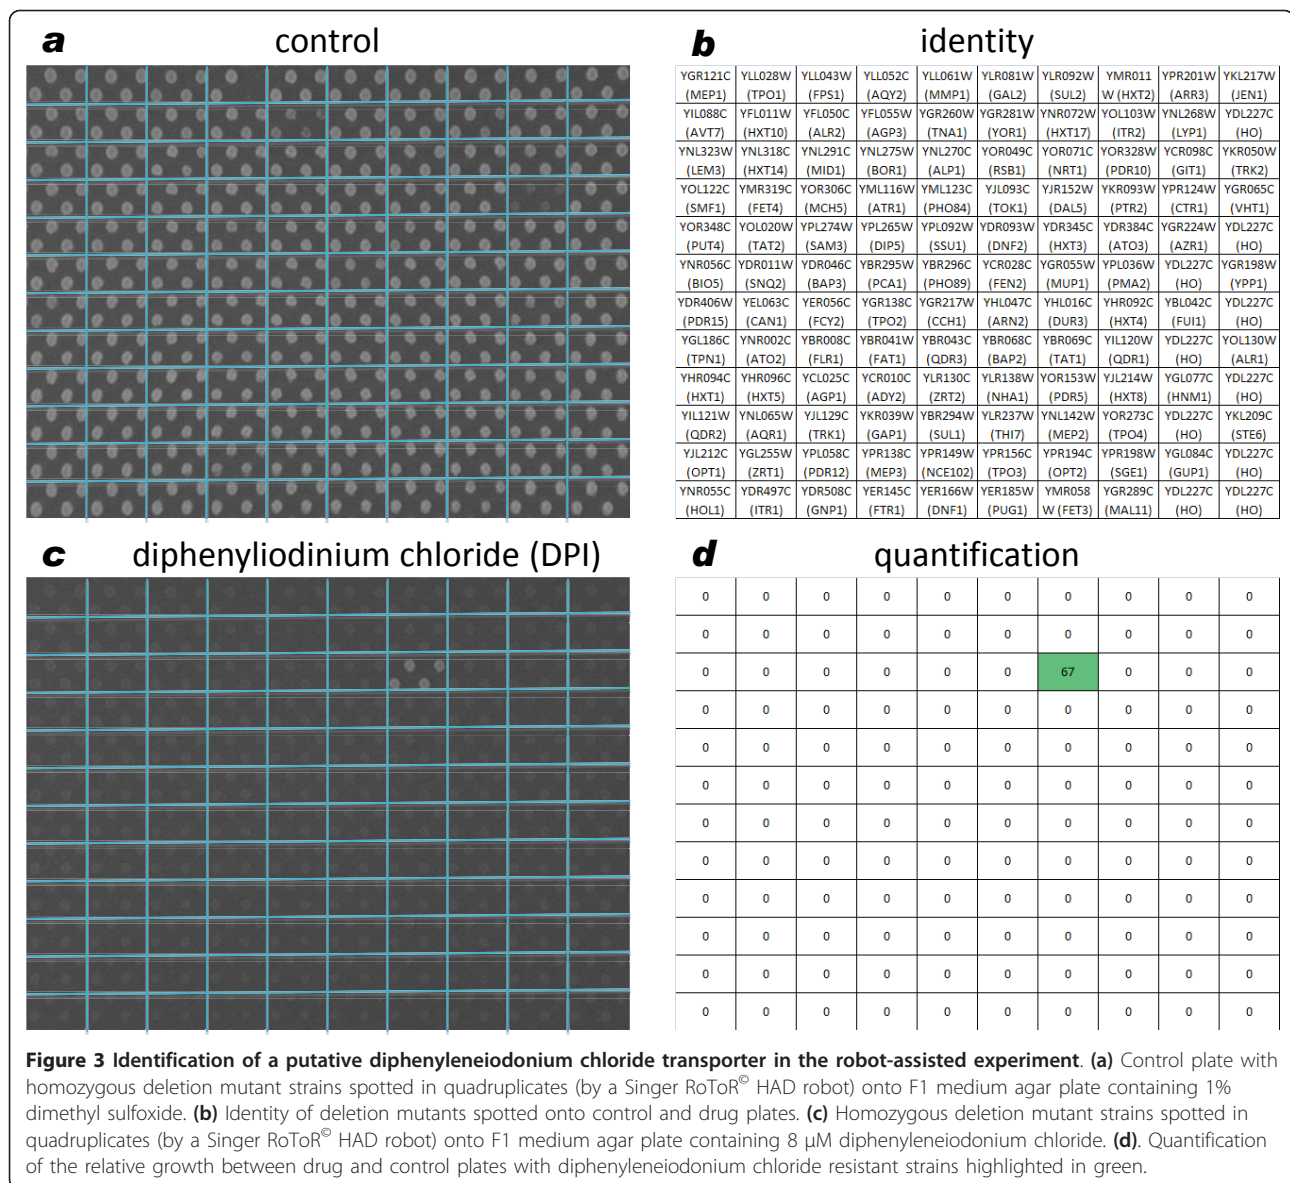 a control
b identity
YGR121C YLL028W YLL043W YLL052C YLL061W YLR081W YLR092W YMR011 YPR201W YKL217W
(MEP1) (TPO1) (FPS1) (AQY2) (MMP1) (GAL2) (SUL2) W (HXT2) (ARR3) (JEN1)
YIL088C YFL011W YFL050C YFL055W YGR260W YGR281W YNR072W YOL103W YNL268W YDL227C
(AVT7) (HXT10) (ALR2) (AGP3) (TNA1) (YOR1) (HXT17) (ITR2) (LYP1) (HO)
YNL323W YNL318C YNL291C YNL275W YNL270C YOR049C YOR071C YOR328W YCR098C YKR050W
(LEM3) (HXT14) (MID1) (BOR1) (ALP1) (RSB1) (NRT1) (PDR10) (GIT1) (TRK2)
YOL122C YMR319C YOR306C YML116W YML123C YJL093C YJR152W YKR093W YPR124W YGR065C
(SMF1) (FET4) (MCH5) (ATR1) (PHO84) (TOK1) (DAL5) (PTR2) (CTR1) (VHT1)
YOR348C YOL020W YPL274W YPL265W YPL092W YDR093W YDR345C YDR384C YGR224W YDL227C
(PUT4) (TAT2) (SAM3) (DIP5) (SSU1) (DNF2) (HXT3) (ATO3) (AZR1) (HO)
YNR056C YDR011W YDR046C YBR295W YBR296C YCR028C YGR055W YPL036W YDL227C YGR198W
(BIO5) (SNQ2) (BAP3) (PCA1) (PHO89) (FEN2) (MUP1) (PMA2) (HO) (YPP1)
YDR406W YEL063C YER056C YGR138C YGR217W YHL047C YHL016C YHR092C YBL042C YDL227C
(PDR15) (CAN1) (FCY2) (TPO2) (CCH1) (ARN2) (DUR3) (HXT4) (FUI1) (HO)
YGL186C YNR002C YBR008C YBR041W YBR043C YBR068C YBR069C YIL120W YDL227C YOL130W
(TPN1) (ATO2) (FLR1) (FAT1) (QDR3) (BAP2) (TAT1) (QDR1) (HO) (ALR1)
YHR094C YHR096C YCL025C YCR010C YLR130C YLR138W YOR153W YJL214W YGL077C YDL227C
(HXT1) (HXT5) (AGP1) (ADY2) (ZRT2) (NHA1) (PDR5) (HXT8) (HNM1) (HO)
YIL121W YNL065W YJL129C YKR039W YBR294W YLR237W YNL142W YOR273C YDL227C YKL209C
(QDR2) (AQR1) (TRK1) (GAP1) (SUL1) (THI7) (MEP2) (TPO4) (HO) (STE6)
YJL212C YGL255W YPL058C YPR138C YPR149W YPR156C YPR194C YPR198W YGL084C YDL227C
(OPT1) (ZRT1) (PDR12) (MEP3) (NCE102) (TPO3) (OPT2) (SGE1) (GUP1) (HO)
YNR055C YDR497C YDR508C YER145C YER166W YER185W YMR058 YGR289C YDL227C YDL227C
(HOL1) (ITR1) (GNP1) (FTR1) (DNF1) (PUG1) W (FET3) (MAL11) (HO) (HO)
c diphenyliodinium chloride (DPI)
d quantification
0 0 0 0 0 0 0 0 0 0
0 0 0 0 0 0 0 0 0 0
0 0 0 0 0 0 67 0 0 0
0 0 0 0 0 0 0 0 0 0
0 0 0 0 0 0 0 0 0 0
0 0 0 0 0 0 0 0 0 0
0 0 0 0 0 0 0 0 0 0
0 0 0 0 0 0 0 0 0 0
0 0 0 0 0 0 0 0 0 0
0 0 0 0 0 0 0 0 0 0
0 0 0 0 0 0 0 0 0 0
0 0 0 0 0 0 0 0 0 0
Figure 3 Identification of a putative diphenyleneiodonium chloride transporter in the robot-assisted experiment. (a) Control plate with
homozygous deletion mutant strains spotted in quadruplicates (by a Singer RoToR© HAD robot) onto F1 medium agar plate containing 1%
dimethyl sulfoxide. (b) Identity of deletion mutants spotted onto control and drug plates. (c) Homozygous deletion mutant strains spotted in
quadruplicates (by a Singer RoToR© HAD robot) onto F1 medium agar plate containing 8 μM diphenyleneiodonium chloride. (d). Quantification
of the relative growth between drug and control plates with diphenyleneiodonium chloride resistant strains highlighted in green.